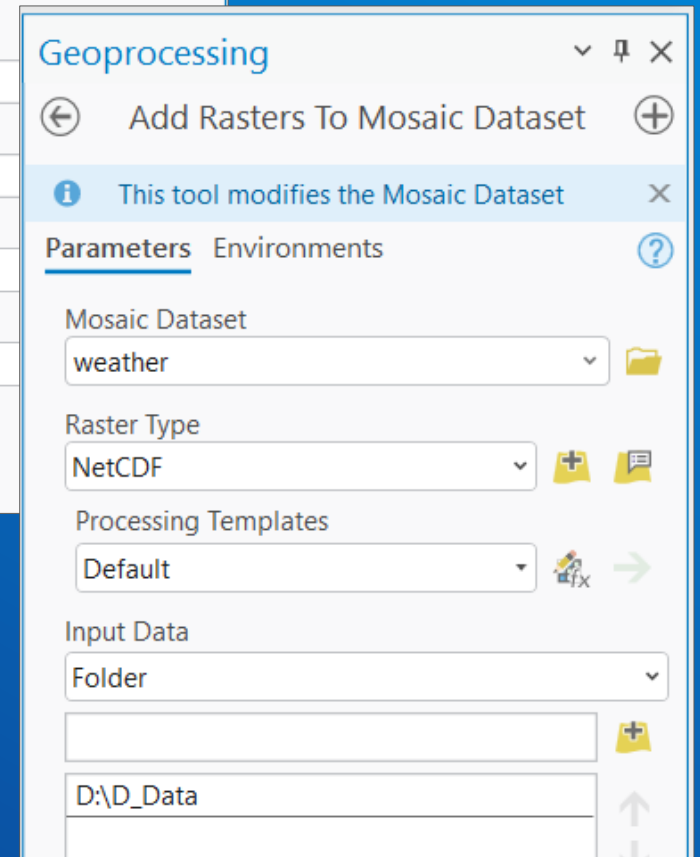 Geoprocessing
Add Rasters To Mosaic Dataset
This tool modifies the Mosaic Dataset
Parameters Environments
Mosaic Dataset
weather
Raster Type
NetCDF
Processing Templates
Default
Input Data
Folder
D:\D_Data